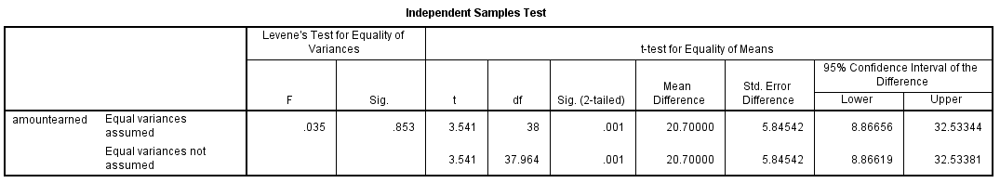 Independent Samples Test
Levene's Test for Equality of
Variances
t-test for Equality of Means
F
Sig.
t
df
Sig. (2-tailed)
Mean
Difference
Std. Error
Difference
95% Confidence Interval of the
Difference
Lower
Upper
amountearned
Equal variances
assumed
.035
.853
3.541
38
.001
20.70000
5.84542
8.86656
32.53344
Equal variances not
assumed
3.541
37.964
.001
20.70000
5.84542
8.86619
32.53381